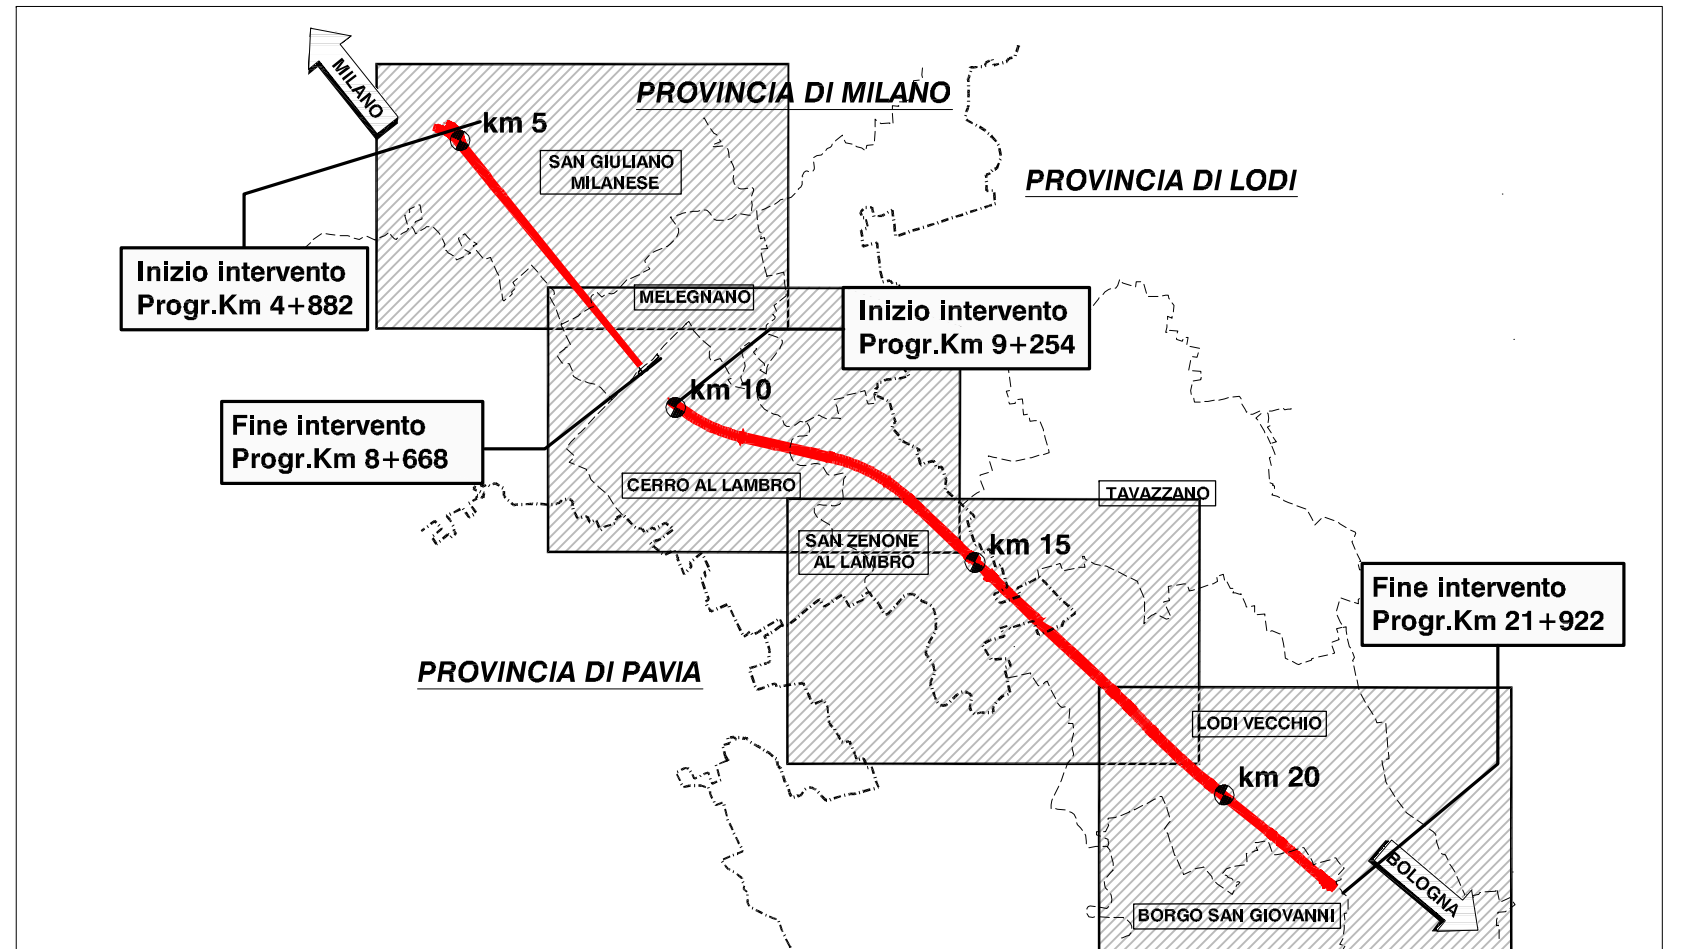 MILANO
PROVINCIA DI MILANO
km 5
SAN GIULIANO
MILANESE
PROVINCIA DI LODI
Inizio intervento
Progr.Km 4+882
MELEGNANO
Inizio intervento
Progr.Km 9+254
km 10
Fine intervento
Progr.Km 8+668
CERRO AL LAMBRO
TAVAZZANO
SAN ZENONE
AL LAMBRO
km 15
Fine intervento
Progr.Km 21+922
PROVINCIA DI PAVIA
LODI VECCHIO
km 20
BOLOGNA
BORGO SAN GIOVANNI